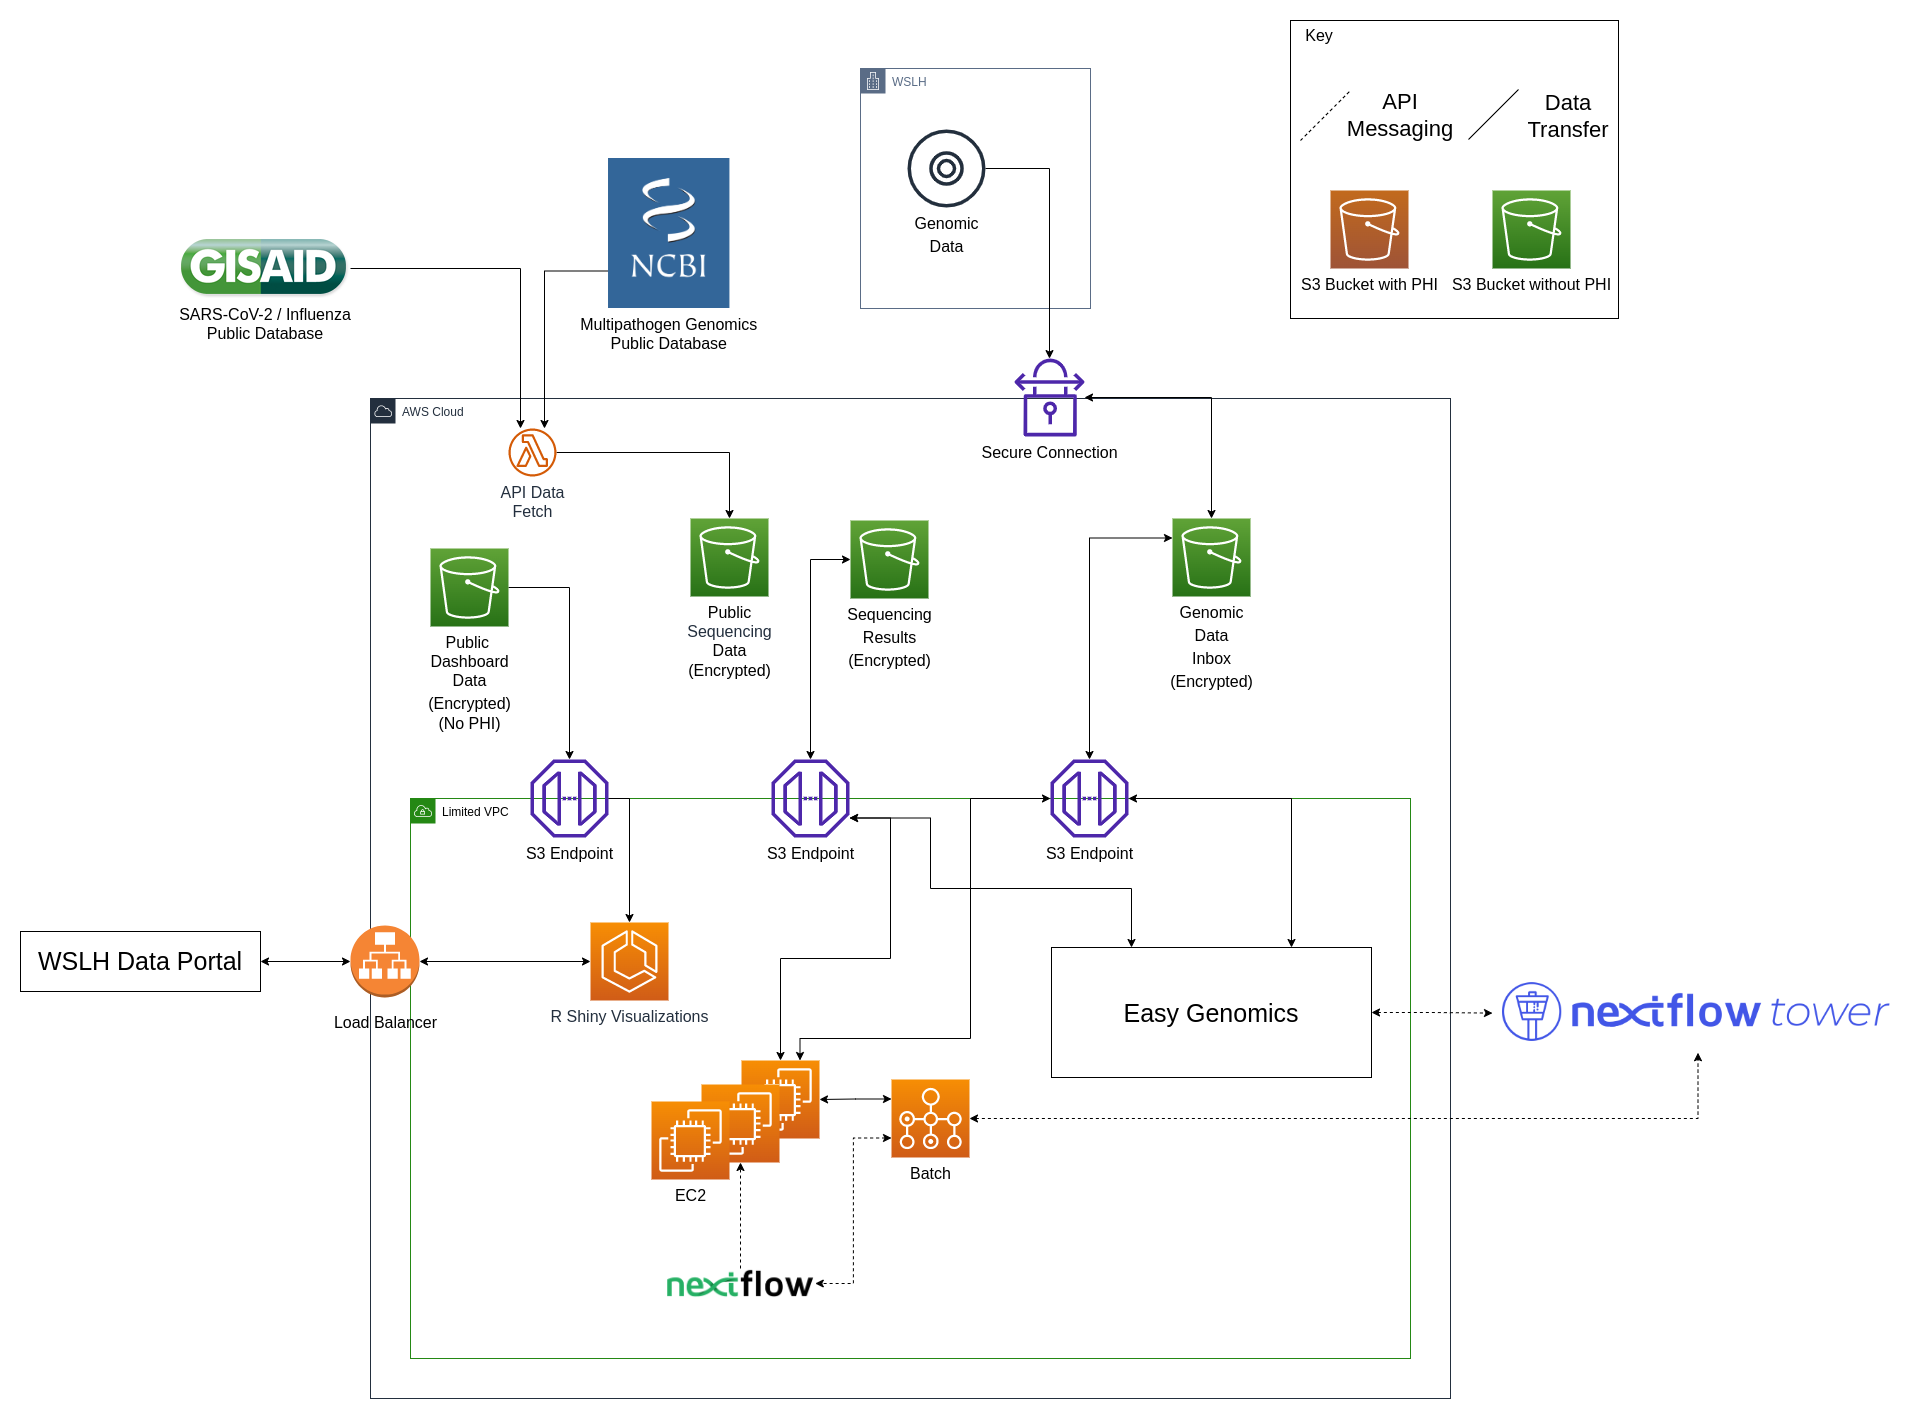 Key
API
Messaging
Data
Transfer
S3 Bucket with PHI
S3 Bucket without PHI
WSLH
Genomic
Data
GISAID
SARS-CoV-2 / Influenza
Public Database
NCBI
Multipathogen Genomics
Public Database
AWS Cloud
Secure Connection
API Data
Fetch
Public
Dashboard
Data
(Encrypted)
(No PHI)
Public
Sequencing
Data
(Encrypted)
Sequencing
Results
(Encrypted)
Genomic
Data
Inbox
(Encrypted)
Limited VPC
S3 Endpoint
S3 Endpoint
S3 Endpoint
WSLH Data Portal
Load Balancer
R Shiny Visualizations
Easy Genomics
nextflow tower
EC2
Batch
nextflow